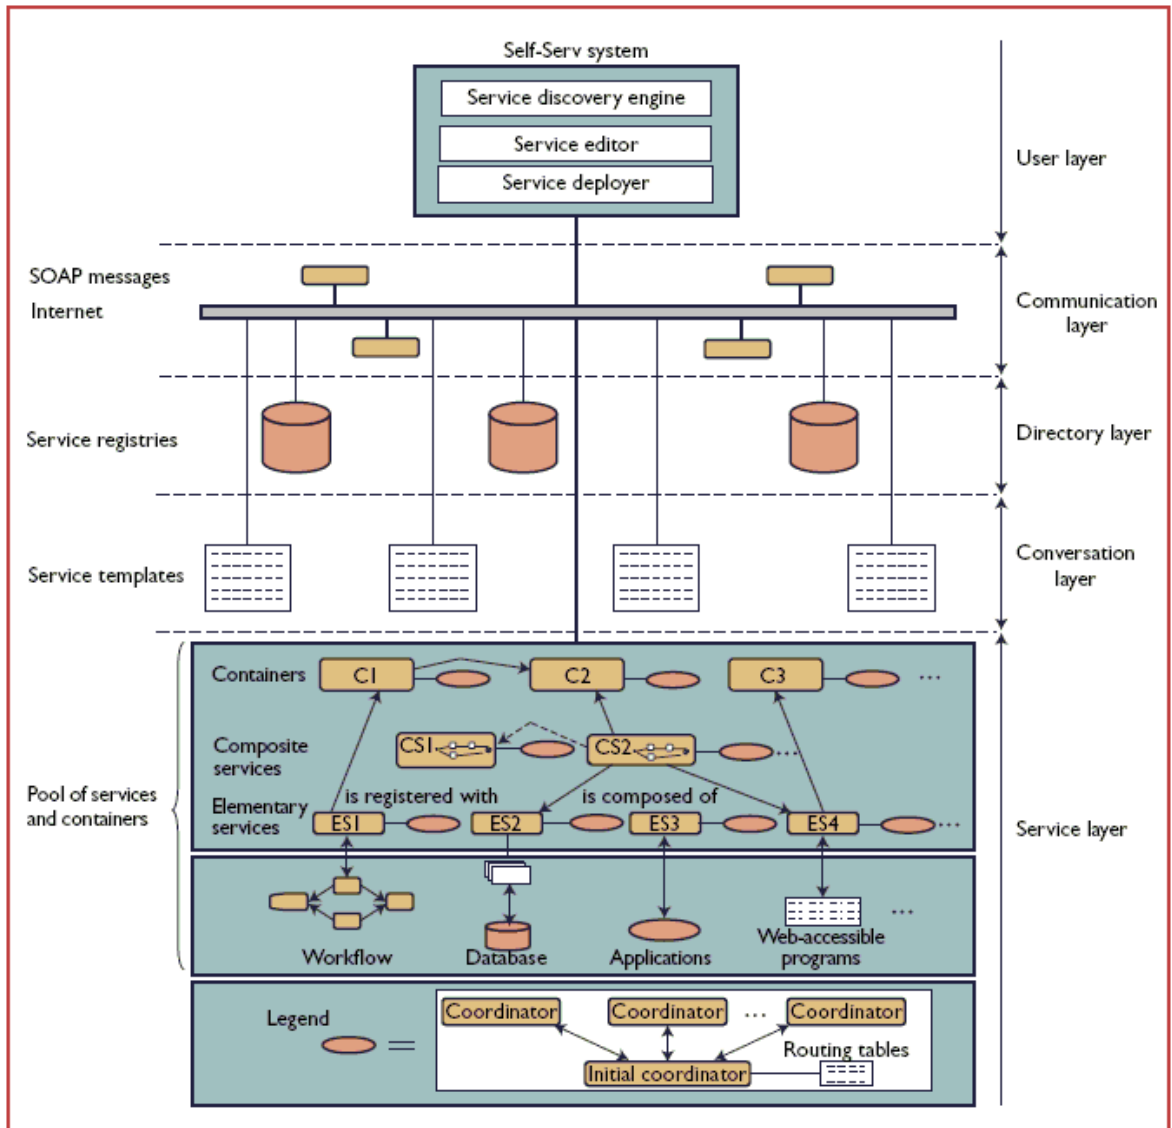 Self-Serv system
Service discovery engine
Service editor
Service deployer
User layer
SOAP messages
Internet
Communication
layer
Service registries
Directory layer
Service templates
Conversation
layer
Containers
C1
C2
C3
...
Composite
services
CS1
CS2
...
Pool of services
and containers
is registered with
is composed of
Elementary
services
ES1
ES2
ES3
ES4
...
Service layer
...
Workflow
Database
Applications
Web-accessible
programs
Legend
=
Coordinator
Coordinator
...
Coordinator
Routing tables
Initial coordinator